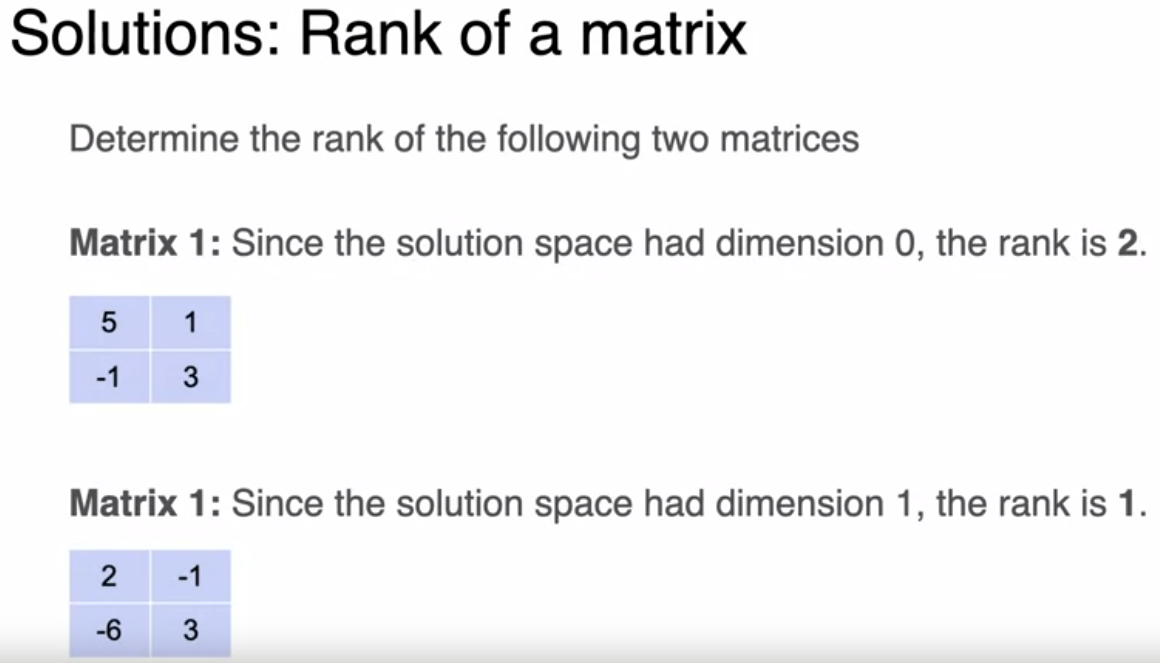 Solutions: Rank of a matrix
Determine the rank of the following two matrices
Matrix 1: Since the solution space had dimension 0, the rank is 2.
5 1
-1 3
Matrix 1: Since the solution space had dimension 1, the rank is 1.
2 -1
-6 3